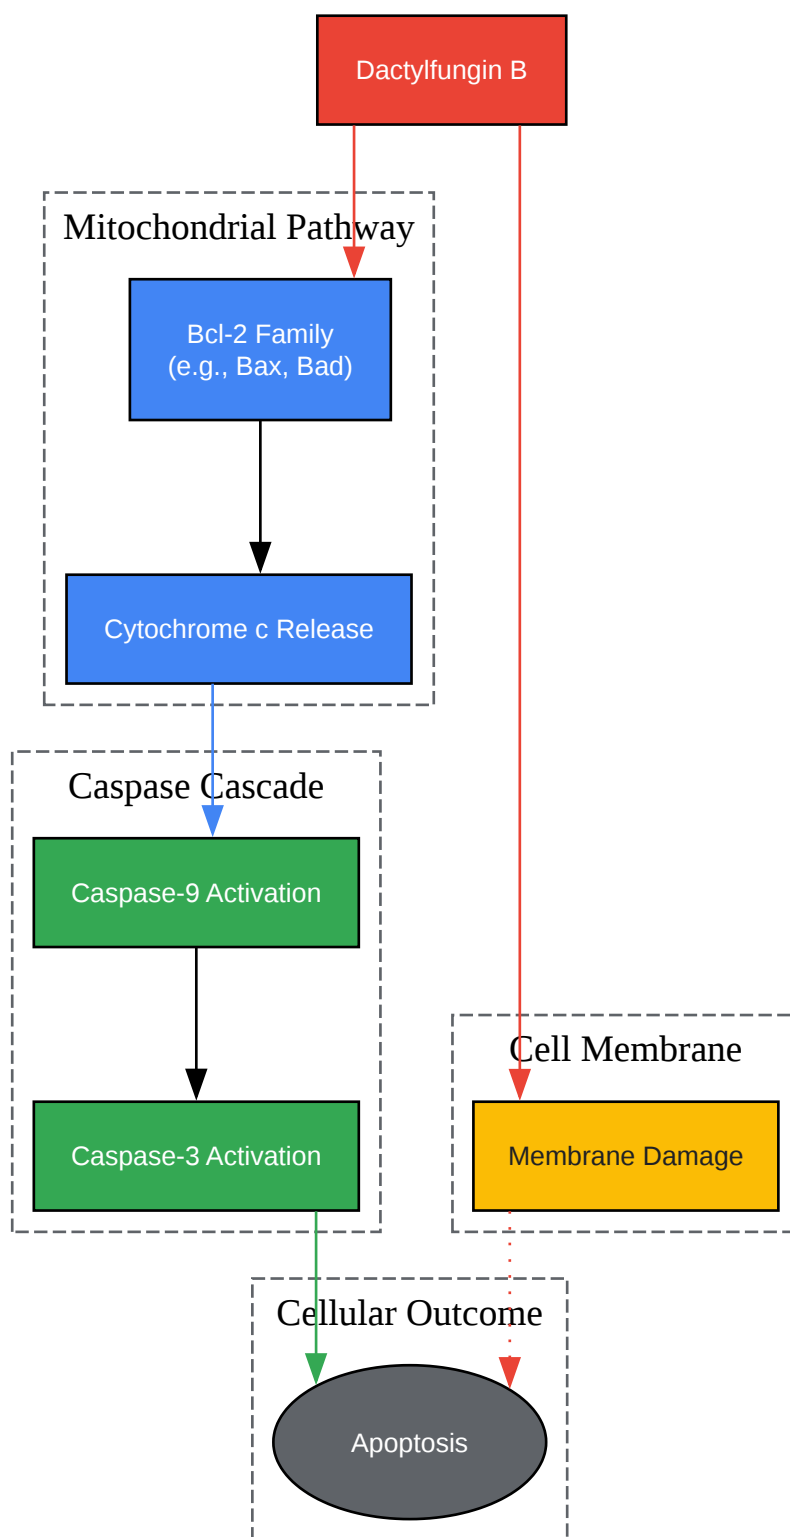 Dactylfungin B
Mitochondrial Pathway
Bcl-2 Family
(e.g., Bax, Bad)
Cytochrome c Release
Caspase Cascade
Caspase-9 Activation
Cell Membrane
Caspase-3 Activation
Membrane Damage
Cellular Outcome
Apoptosis